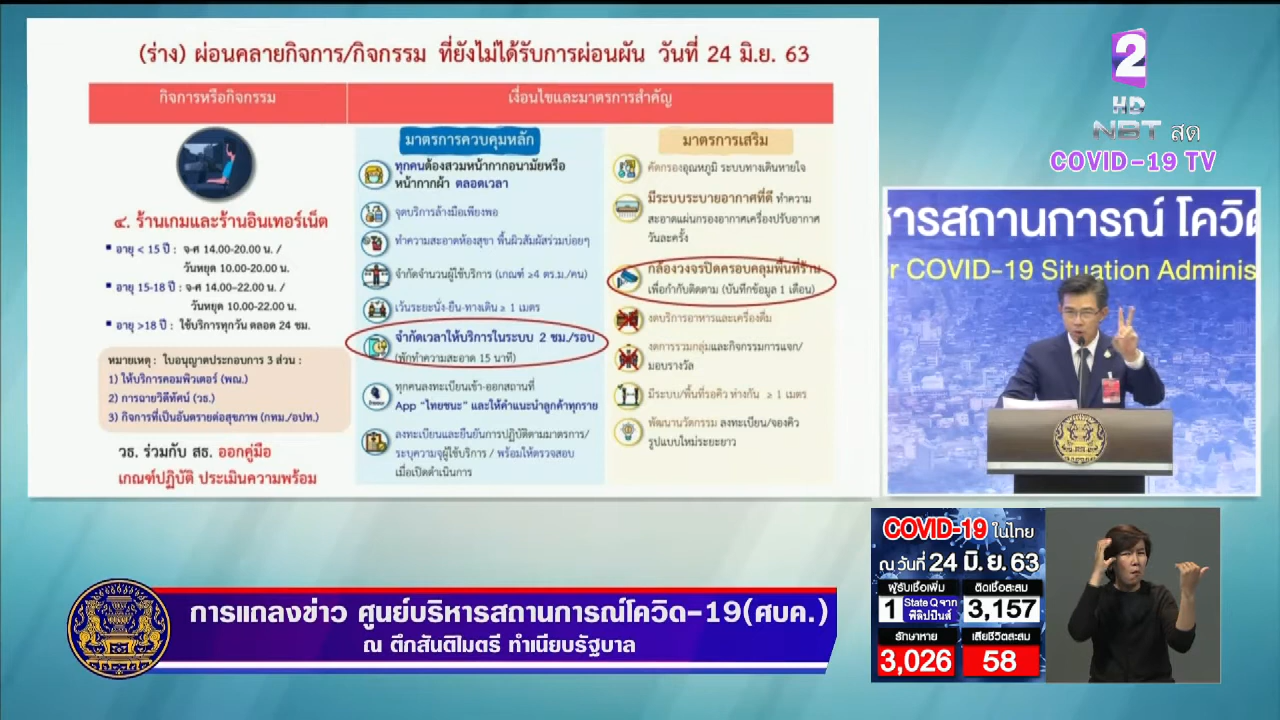 (ร่าง) ผ่อนคลายกิจการ/กิจกรรม ที่ยังไม่ได้รับการผ่อนผัน วันที่ 24 มิ.ย. 63
กิจการหรือกิจกรรม
เงื่อนไขและมาตรการสำคัญ
๔. ร้านเกมและร้านอินเทอร์เน็ต
อายุ < 15 ปี : จ-ศ 14.00-20.00 น. /
วันหยุด 10.00-20.00 น.
อายุ 15-18 ปี : จ-ศ 14.00–22.00 น./
วันหยุด 10.00-22.00 น.
อายุ >18 ปี : ใช้บริการทุกวัน ตลอด 24 ชม.
หมายเหตุ : ใบอนุญาตประกอบการ 3 ส่วน :
1) ให้บริการคอมพิวเตอร์ (พณ.)
2) การฉายวีดิทัศน์ (วธ.)
3) กิจการที่เป็นอันตรายต่อสุขภาพ (กทม./อปท.)
วธ. ร่วมกับ สธ. ออกคู่มือ
เกณฑ์ปฏิบัติ ประเมินความพร้อม
มาตรการควบคุมหลัก
ทุกคนต้องสวมหน้ากากอนามัยหรือ
หน้ากากผ้า ตลอดเวลา
จุดบริการล้างมือเพียงพอ
ทำความสะอาดห้องสุขา พื้นผิวสัมผัสร่วมบ่อยๆ
จำกัดจำนวนผู้ใช้บริการ (เกณฑ์ ≥4 ตร.ม./คน)
เว้นระยะนั่ง-ยืน-ทางเดิน ≥ 1 เมตร
จำกัดเวลาให้บริการในระบบ 2 ชม./รอบ
(พักทำความสะอาด 15 นาที)
ทุกคนลงทะเบียนเข้า-ออกสถานที่
App “ไทยชนะ” และให้คำแนะนำลูกค้าทุกราย
ลงทะเบียนและยืนยันการปฏิบัติตามมาตรการ/
ระบุความจุผู้ใช้บริการ / พร้อมให้ตรวจสอบ
เมื่อเปิดดำเนินการ
มาตรการเสริม
คัดกรองอุณหภูมิ ระบบทางเดินหายใจ
มีระบบระบายอากาศที่ดี ทำความ
สะอาดแผ่นกรองอากาศเครื่องปรับอากาศ
วันละครั้ง
กล้องวงจรปิดครอบคลุมพื้นที่ร้าน
เพื่อกำกับติดตาม (บันทึกข้อมูล 1 เดือน)
งดบริการอาหารและเครื่องดื่ม
งดการรวมกลุ่มและกิจกรรมการแจก/
มอบรางวัล
มีระบบ/พื้นที่รอคิว ห่างกัน ≥ 1 เมตร
พัฒนานวัตกรรม ลงทะเบียน/จองคิว
รูปแบบใหม่ระยะยาว
2
HD
NBT สด
COVID-19 TV
หารสถานการณ์ โควิด
or COVID-19 Situation Adminis
COVID-19 ในไทย
ณ วันที่ 24 มิ.ย. 63
ผู้รับเชื้อเพิ่ม
1 State Q จาก
ฟิลิปปินส์
ติดเชื้อสะสม
3,157
รักษาหาย
3,026
เสียชีวิตสะสม
58
การแถลงข่าว ศูนย์บริหารสถานการณ์โควิด-19(ศบค.)
ณ ตึกสันติไมตรี ทำเนียบรัฐบาล